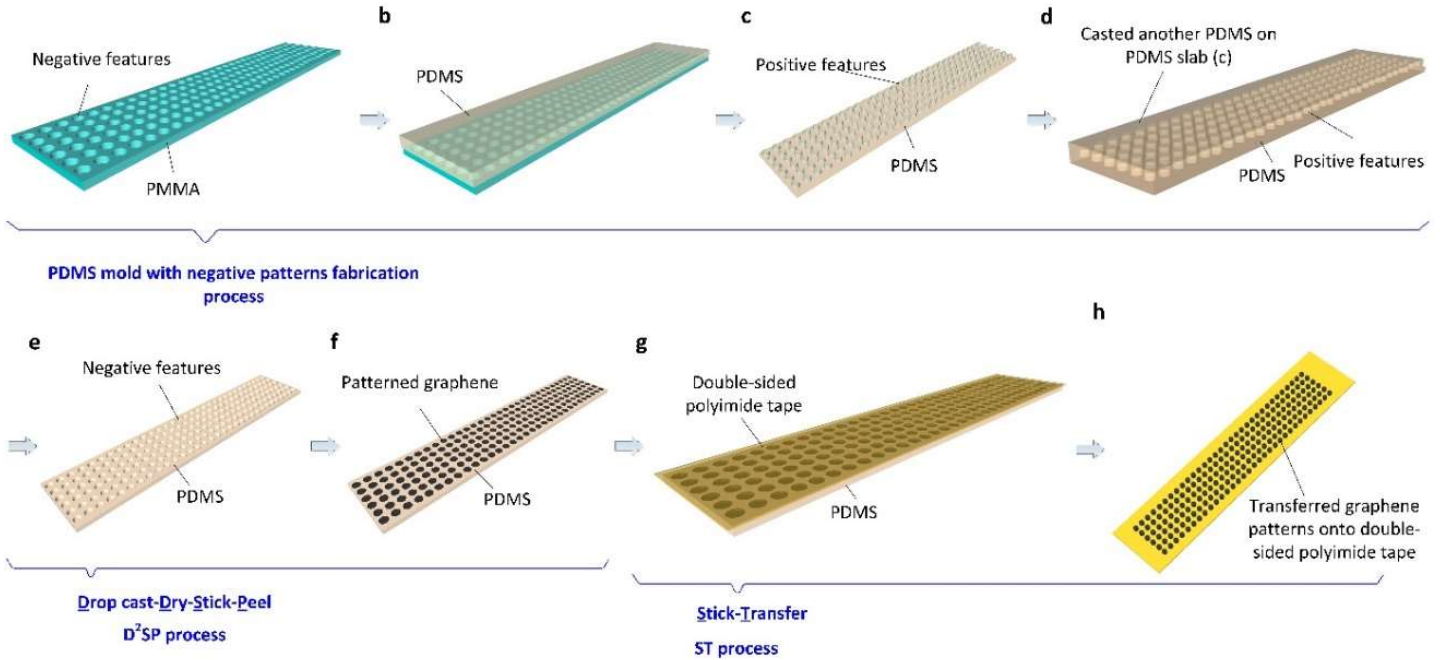 b
c
d
Negative features
PMMA
PDMS
Positive features
PDMS
Casted another PDMS on
PDMS slab (c)
Positive features
PDMS
PDMS mold with negative patterns fabrication
process
e
f
g
h
Negative features
PDMS
Patterned graphene
PDMS
Double-sided
polyimide tape
PDMS
Transferred graphene
patterns onto double-
sided polyimide tape
Drop cast-Dry-Stick-Peel
D²SP process
Stick-Transfer
ST process